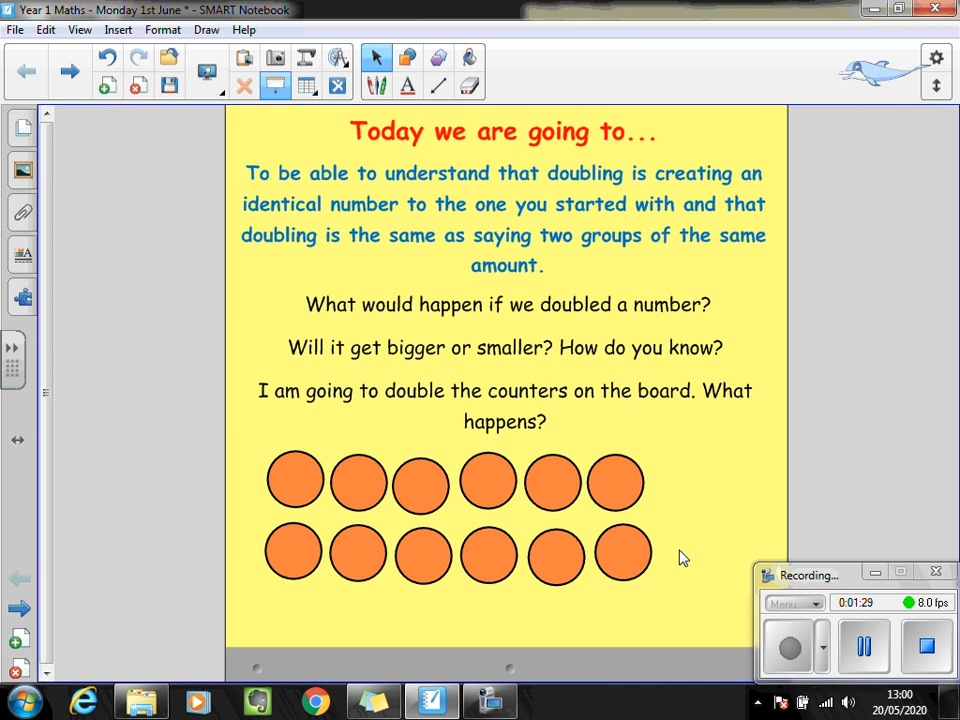 Year 1 Maths - Monday 1st June * - SMART Notebook
File Edit View Insert Format Draw Help
Today we are going to...
To be able to understand that doubling is creating an
identical number to the one you started with and that
doubling is the same as saying two groups of the same
amount.
What would happen if we doubled a number?
Will it get bigger or smaller? How do you know?
I am going to double the counters on the board. What
happens?
Recording...
Menu 0:01:29 8.0 fps
13:00
20/05/2020